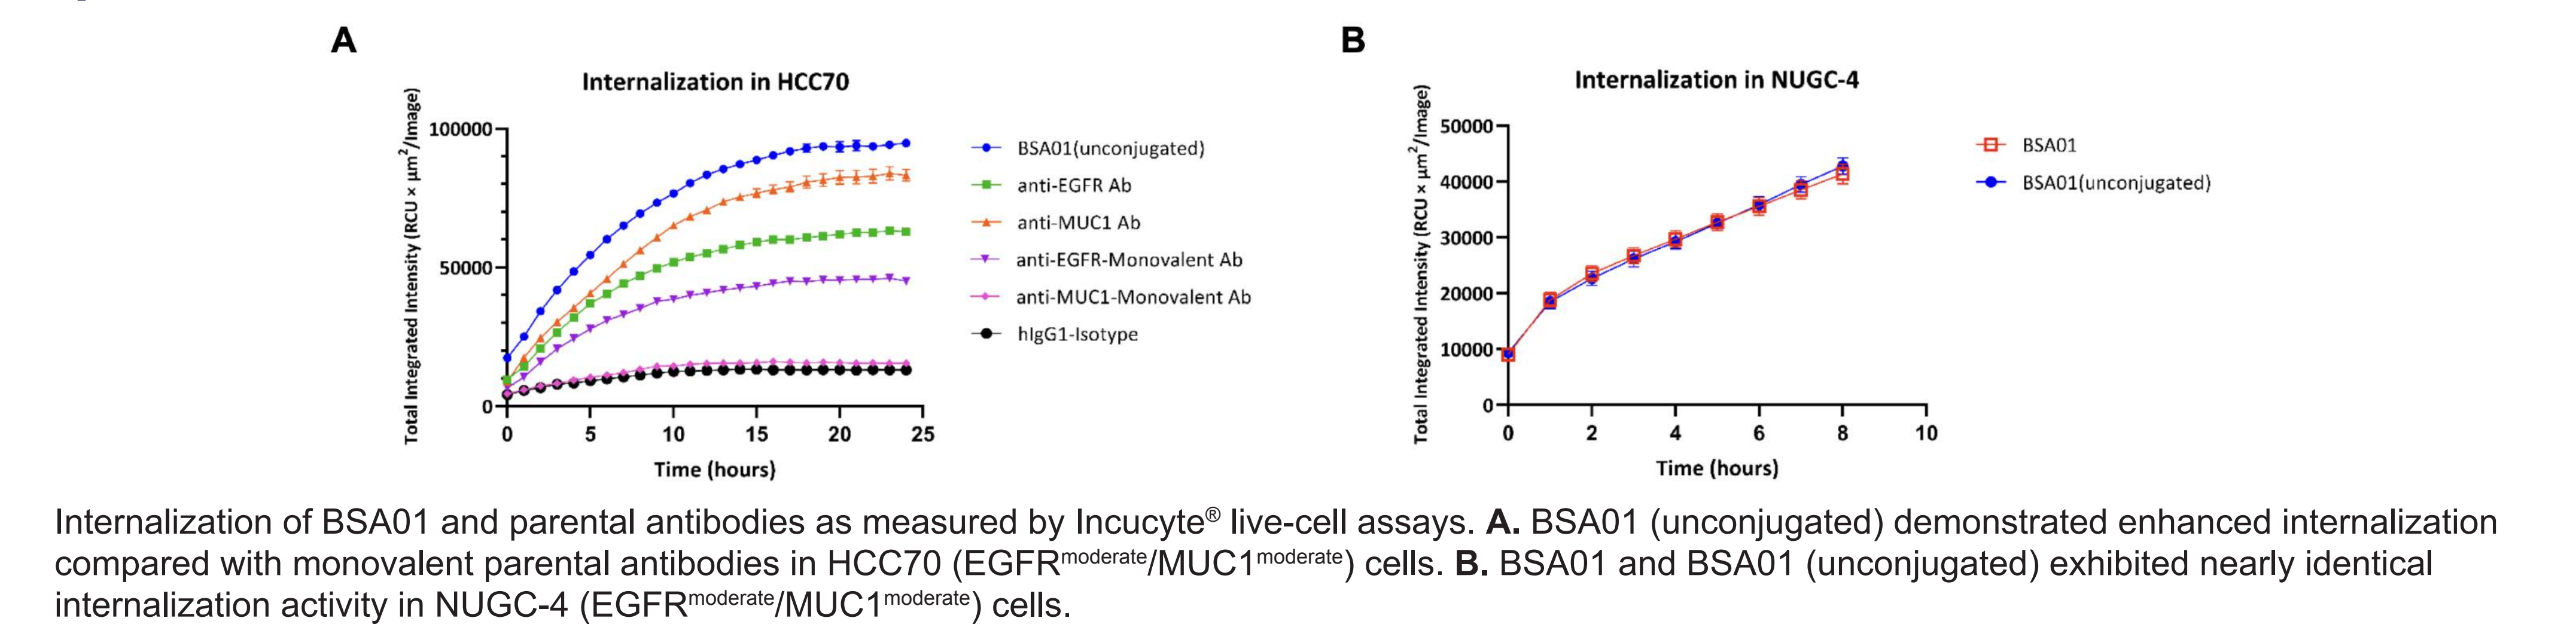 A
Internalization in HCC70
Total Integrated Intensity (RCU × µm²/Image)
100000
50000
0
0 5 10 15 20 25
Time (hours)
BSA01(unconjugated)
anti-EGFR Ab
anti-MUC1 Ab
anti-EGFR-Monovalent Ab
anti-MUC1-Monovalent Ab
hIgG1-Isotype
B
Internalization in NUGC-4
Total Integrated Intensity (RCU × µm²/Image)
50000
40000
30000
20000
10000
0
0 2 4 6 8 10
Time (hours)
BSA01
BSA01(unconjugated)
Internalization of BSA01 and parental antibodies as measured by Incucyte® live-cell assays. A. BSA01 (unconjugated) demonstrated enhanced internalization
compared with monovalent parental antibodies in HCC70 (EGFRmoderate/MUC1moderate) cells. B. BSA01 and BSA01 (unconjugated) exhibited nearly identical
internalization activity in NUGC-4 (EGFRmoderate/MUC1moderate) cells.